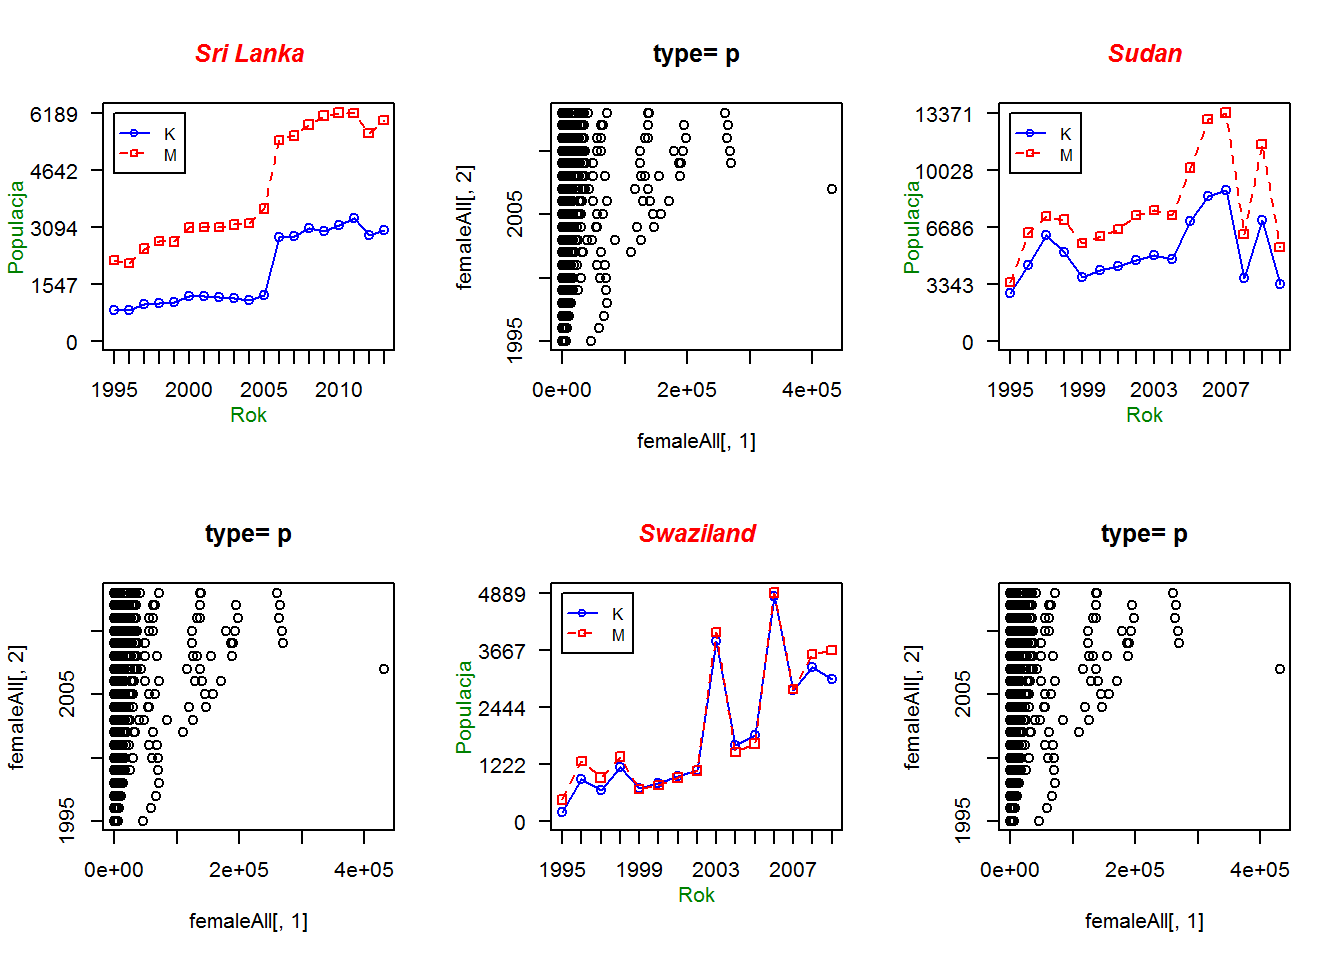 Sri Lanka
Populacja
6189
4642
3094
1547
0
K
M
1995
2000
2005
2010
Rok
type= p
femaleAll[, 2]
2005
1995
0e+00
2e+05
4e+05
femaleAll[, 1]
Sudan
Populacja
13371
10028
6686
3343
0
K
M
1995
1999
2003
2007
Rok
type= p
femaleAll[, 2]
2005
1995
0e+00
2e+05
4e+05
femaleAll[, 1]
Swaziland
Populacja
4889
3667
2444
1222
0
K
M
1995
1999
2003
2007
Rok
type= p
femaleAll[, 2]
2005
1995
0e+00
2e+05
4e+05
femaleAll[, 1]